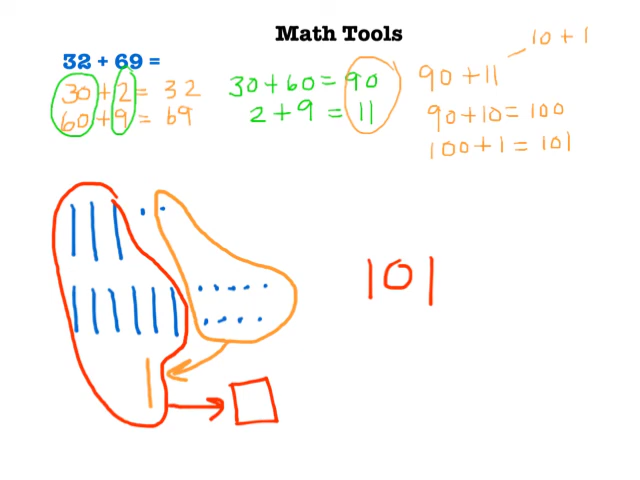 Math Tools
32 + 69 =
30 + 2 = 32
60 + 9 = 69
30 + 60 = 90
2 + 9 = 11
10 + 1
90 + 11
90 + 10 = 100
100 + 1 = 101
101